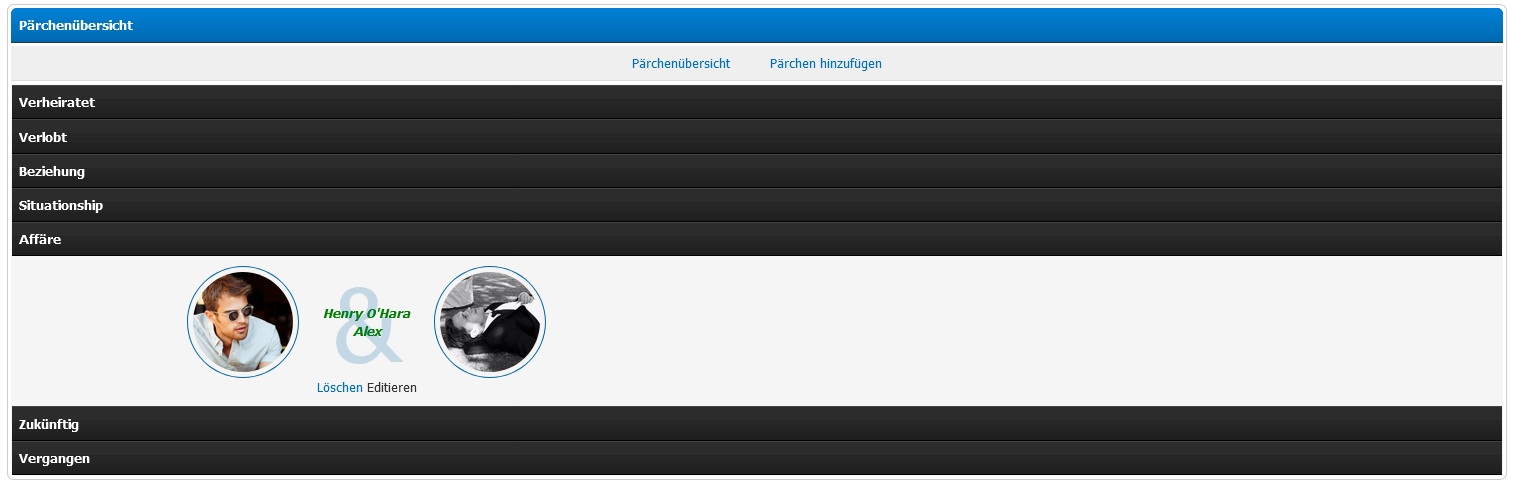 Pärchenübersicht
Pärchenübersicht Pärchen hinzufügen
Verheiratet
Verlobt
Beziehung
Situationship
Affäre
&
Henry O'Hara
Alex
Löschen Editieren
Zukünftig
Vergangen